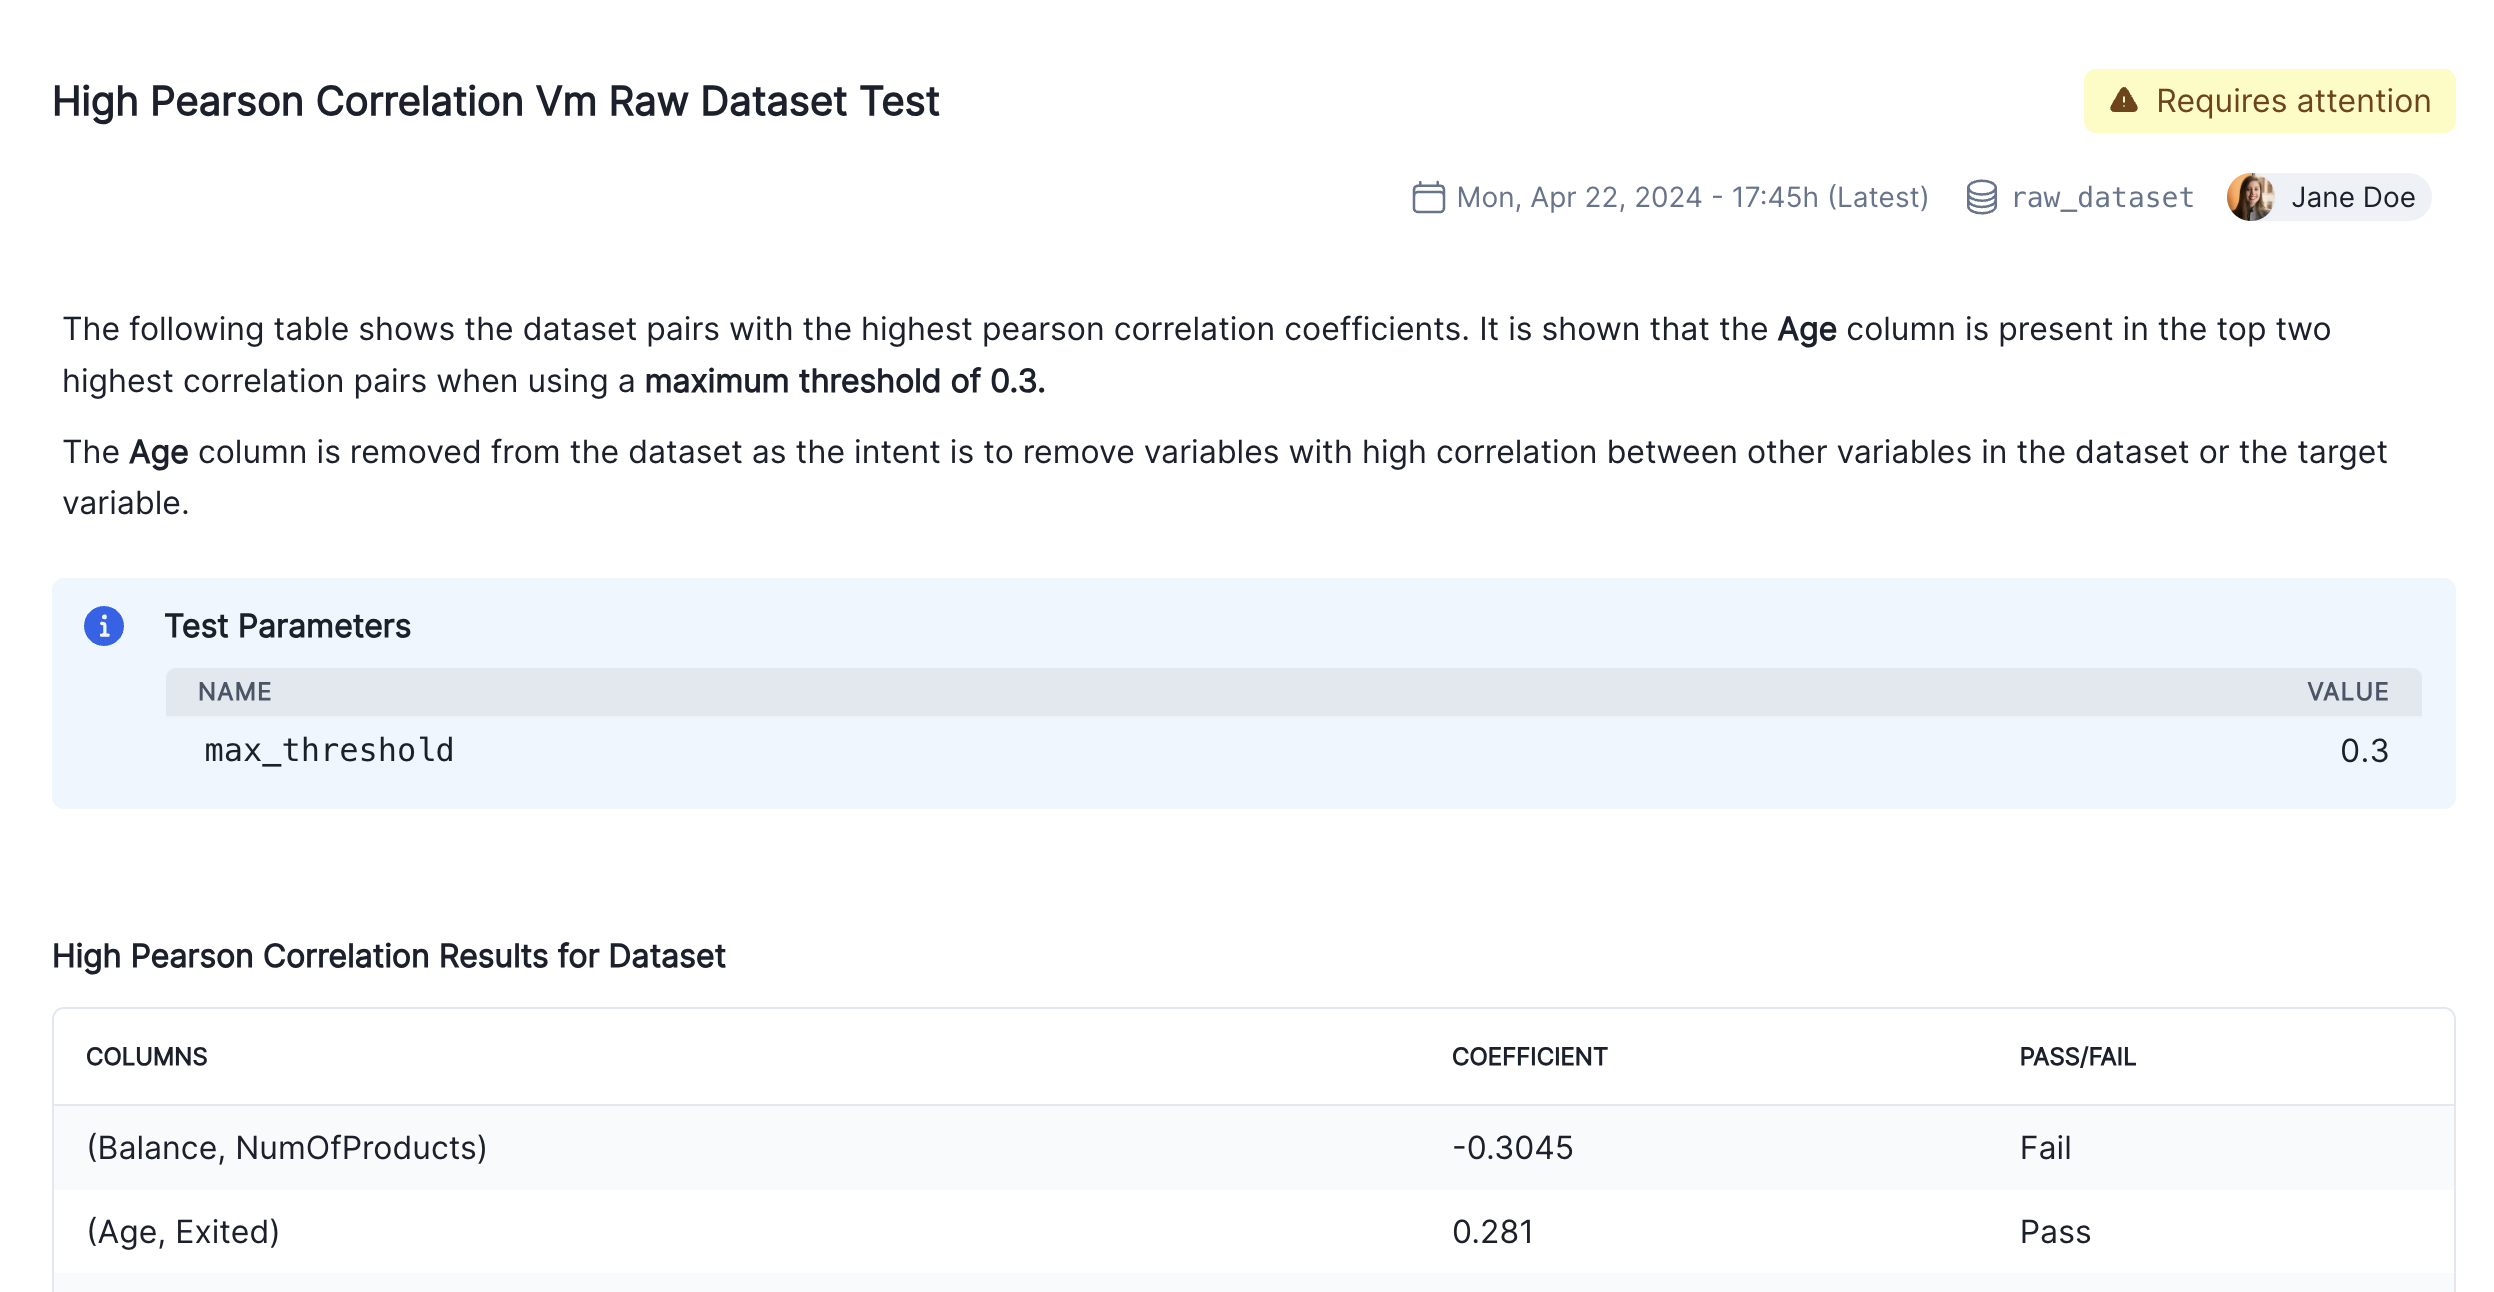 High Pearson Correlation Vm Raw Dataset Test
Requires attention
Mon, Apr 22, 2024 - 17:45h (Latest)
raw_dataset
Jane Doe
The following table shows the dataset pairs with the highest pearson correlation coefficients. It is shown that the Age column is present in the top two
highest correlation pairs when using a maximum threshold of 0.3.
The Age column is removed from the dataset as the intent is to remove variables with high correlation between other variables in the dataset or the target
variable.
Test Parameters
NAME VALUE
max_threshold 0.3
High Pearson Correlation Results for Dataset
COLUMNS COEFFICIENT PASS/FAIL
(Balance, NumOfProducts) -0.3045 Fail
(Age, Exited) 0.281 Pass